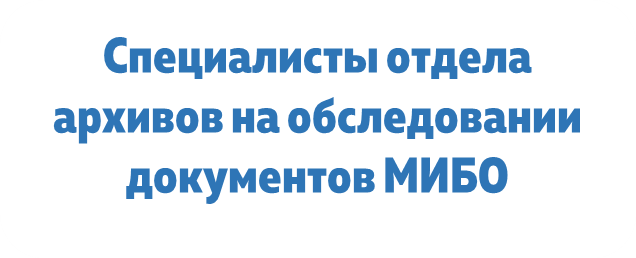 Специалисты отдела
архивов на обследовании
документов МИБО